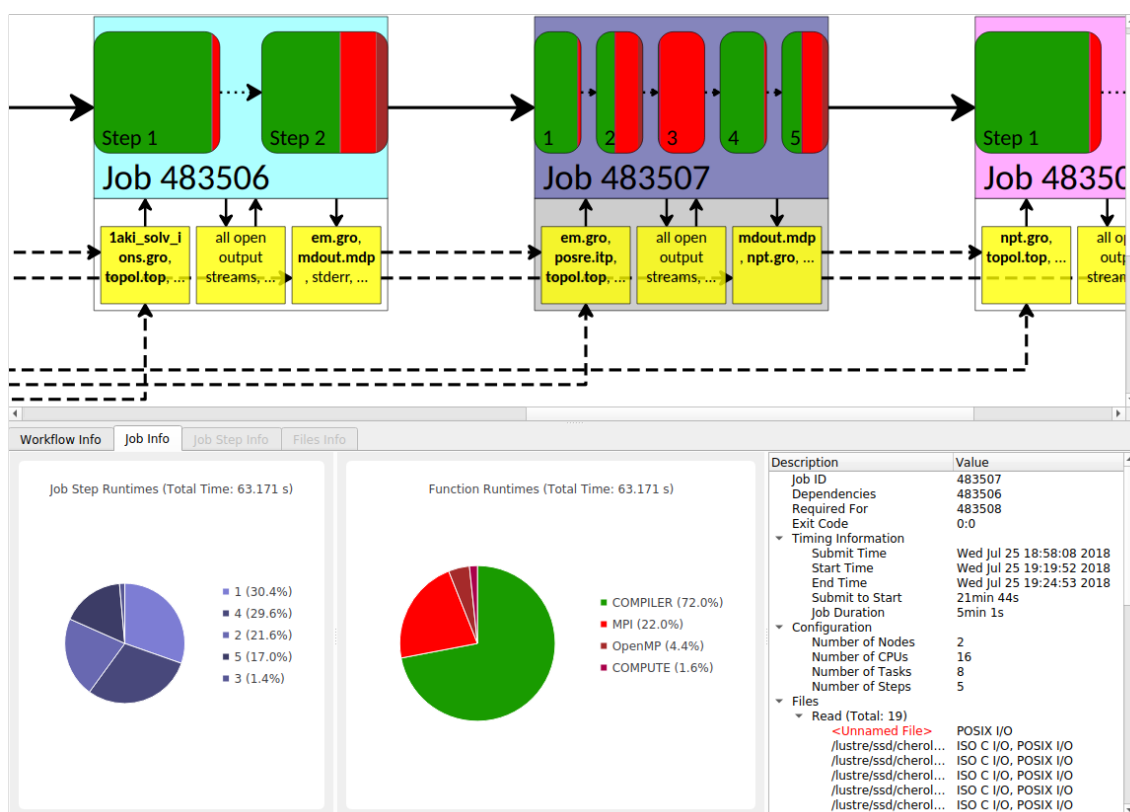 Step 1
Step 2
Job 483506
1aki_solv_i
ons.gro,
topol.top, ...
all open
output
streams, ...
em.gro,
mdout.mdp
, stderr, ...
1
2
3
4
5
Job 483507
em.gro,
posre.itp,
topol.top, ...
all open
output
streams, ...
mdout.mdp
, npt.gro, ...
Step 1
Job 48350
npt.gro,
topol.top, ...
all op
outp
stream
Workflow Info
Job Info
Job Step Info
Files Info
Job Step Runtimes (Total Time: 63.171 s)
1 (30.4%)
4 (29.6%)
2 (21.6%)
5 (17.0%)
3 (1.4%)
Function Runtimes (Total Time: 63.171 s)
COMPILER (72.0%)
MPI (22.0%)
OpenMP (4.4%)
COMPUTE (1.6%)
Description Value
Job ID 483507
Dependencies 483506
Required For 483508
Exit Code 0:0
Timing Information
Submit Time Wed Jul 25 18:58:08 2018
Start Time Wed Jul 25 19:19:52 2018
End Time Wed Jul 25 19:24:53 2018
Submit to Start 21min 44s
Job Duration 5min 1s
Configuration
Number of Nodes 2
Number of CPUs 16
Number of Tasks 8
Number of Steps 5
Files
Read (Total: 19)
<Unnamed File> POSIX I/O
/lustre/ssd/cherol... ISO C I/O, POSIX I/O
/lustre/ssd/cherol... ISO C I/O, POSIX I/O
/lustre/ssd/cherol... ISO C I/O, POSIX I/O
/lustre/ssd/cherol... ISO C I/O, POSIX I/O
/lustre/ssd/cherol... ISO C I/O, POSIX I/O